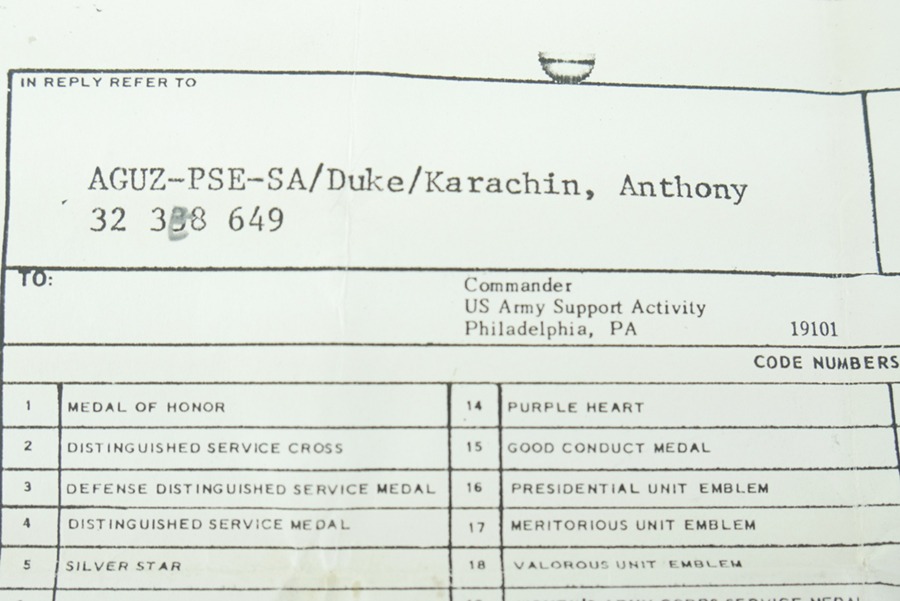 IN REPLY REFER TO
AGUZ-PSE-SA/Duke/Karachin, Anthony
32 338 649
TO:
Commander
US Army Support Activity
Philadelphia, PA 19101
CODE NUMBERS
1 MEDAL OF HONOR 14 PURPLE HEART
2 DISTINGUISHED SERVICE CROSS 15 GOOD CONDUCT MEDAL
3 DEFENSE DISTINGUISHED SERVICE MEDAL 16 PRESIDENTIAL UNIT EMBLEM
4 DISTINGUISHED SERVICE MEDAL 17 MERITORIOUS UNIT EMBLEM
5 SILVER STAR 18 VALOROUS UNIT EMBLEM